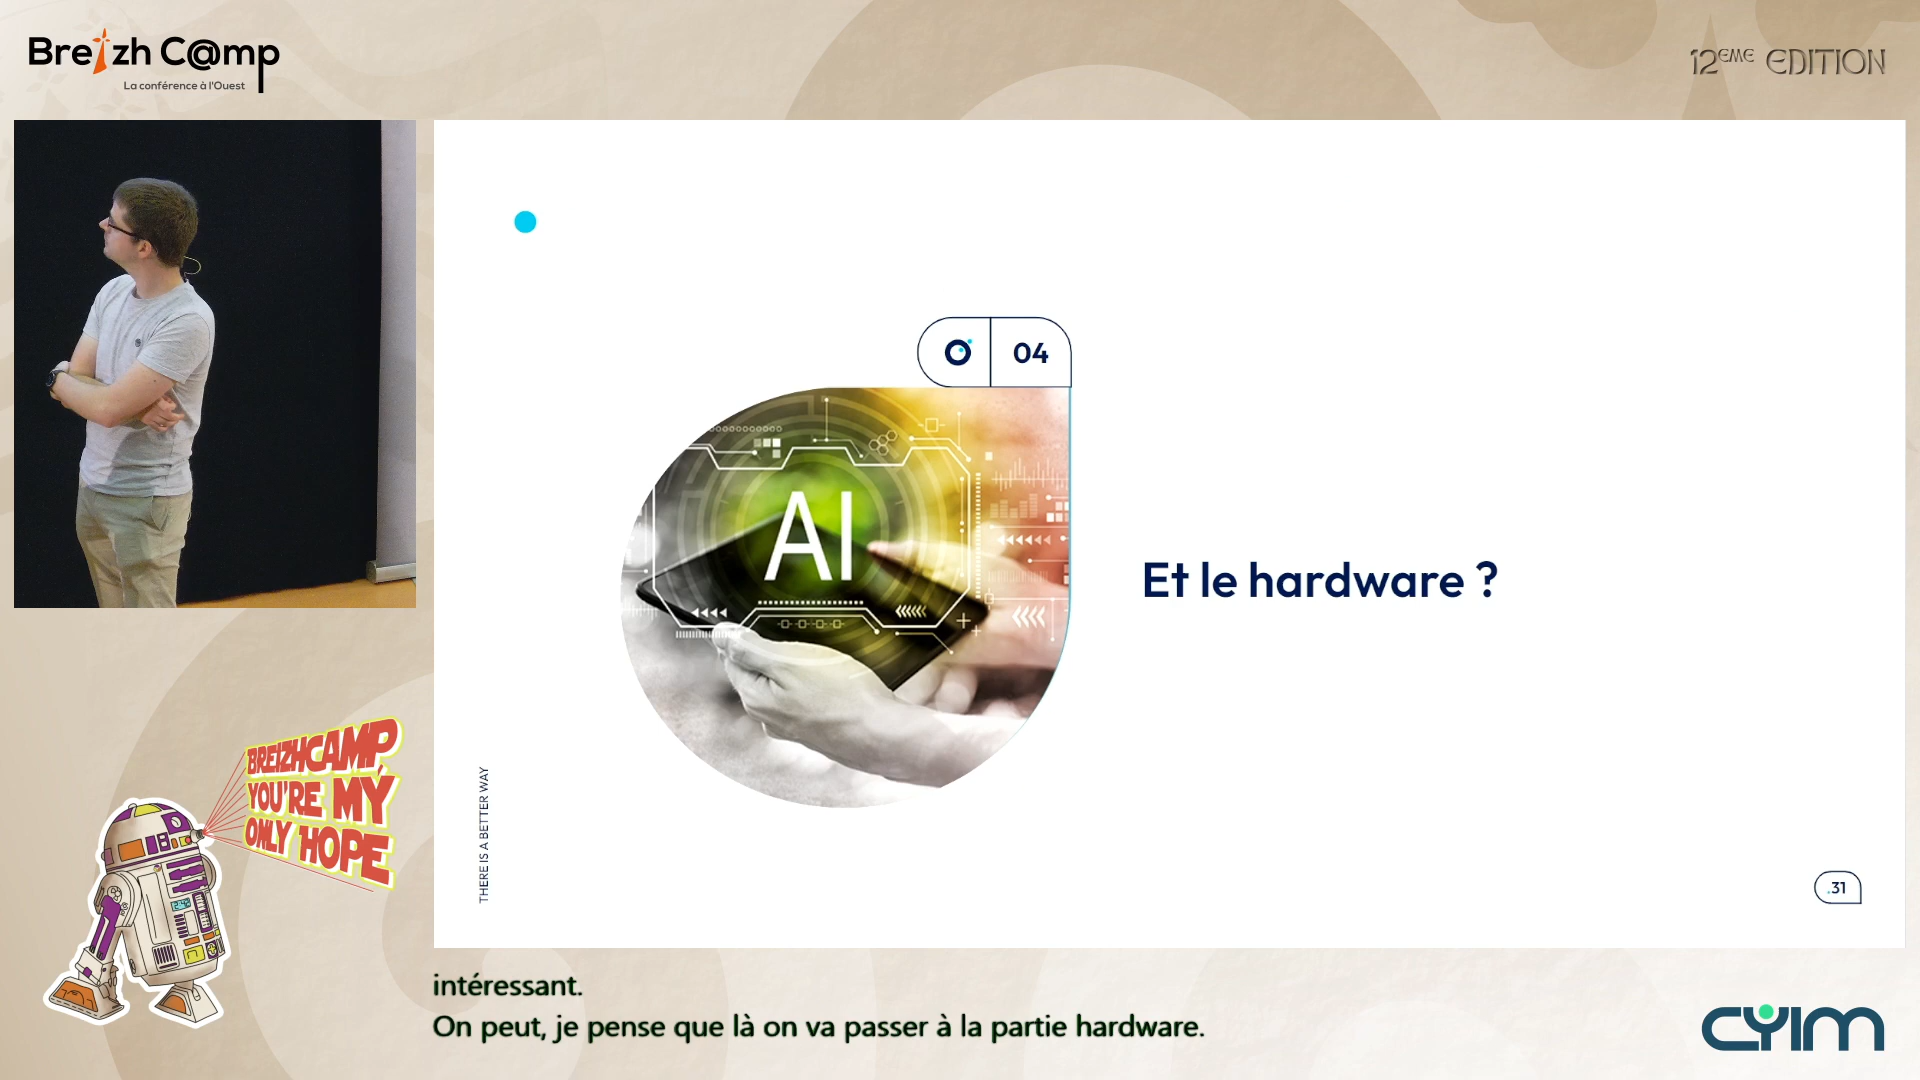 Breizh C@mp
La conférence à l'Ouest
12EME EDITION
04
AI
Et le hardware ?
THERE IS A BETTER WAY
.31
BREIZHCAMP,
YOU'RE MY
ONLY HOPE
intéressant.
On peut, je pense que là on va passer à la partie hardware.
CYIM